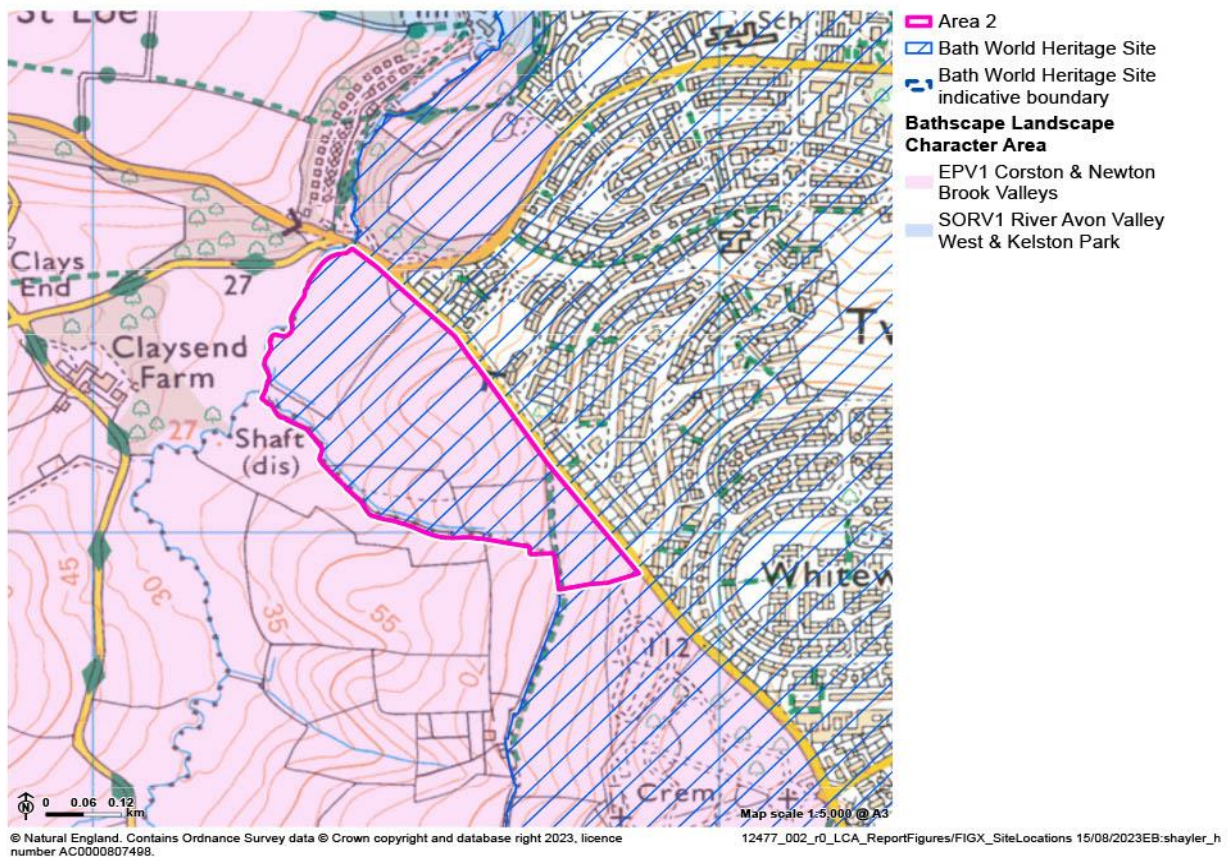 St Loe
Sch
Clays
End
27
Claysend
Farm
27
Shaft
(dis)
Sch
45
30
35
55
70
112
Crem
0 0.06 0.12
km
N
Map scale 1:5,000 @ A3
Area 2
Bath World Heritage Site
Bath World Heritage Site
indicative boundary
Bathscape Landscape
Character Area
EPV1 Corston & Newton
Brook Valleys
SORV1 River Avon Valley
West & Kelston Park
© Natural England. Contains Ordnance Survey data © Crown copyright and database right 2023, licence
number AC0000807498.
12477_002_r0_LCA_ReportFigures/FIGX_SiteLocations 15/08/2023EB:shayler_h